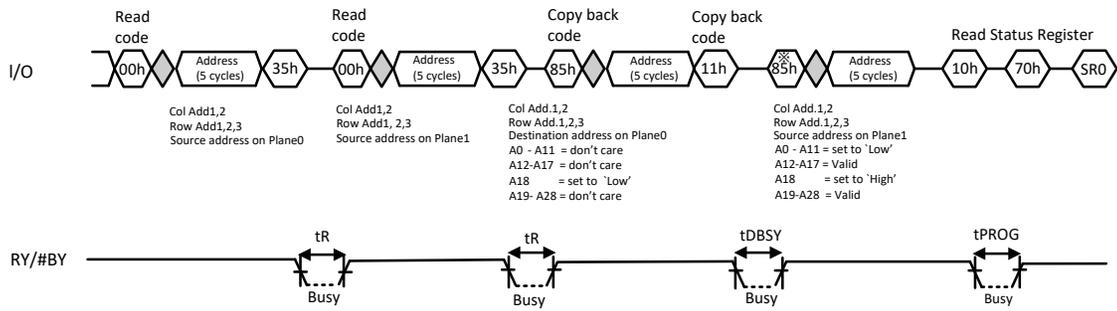 Read
code
Read
code
Copy back
code
Copy back
code
Read Status Register
I/O
00h
Address
(5 cycles)
35h
00h
Address
(5 cycles)
35h
85h
Address
(5 cycles)
11h
※
85h
Address
(5 cycles)
10h
70h
SR0
Col Add1,2
Row Add1,2,3
Source address on Plane0
Col Add1,2
Row Add1, 2,3
Source address on Plane1
Col Add.1,2
Row Add.1,2,3
Destination address on Plane0
A0 - A11 = don't care
A12-A17 = don't care
A18 = set to `Low'
A19- A28 = don't care
Col Add.1,2
Row Add.1,2,3
Source address on Plane1
A0 - A11 = set to `Low'
A12-A17 = Valid
A18 = set to `High'
A19- A28 = Valid
RY/#BY
tR
Busy
tR
Busy
tDBSY
Busy
tPROG
Busy